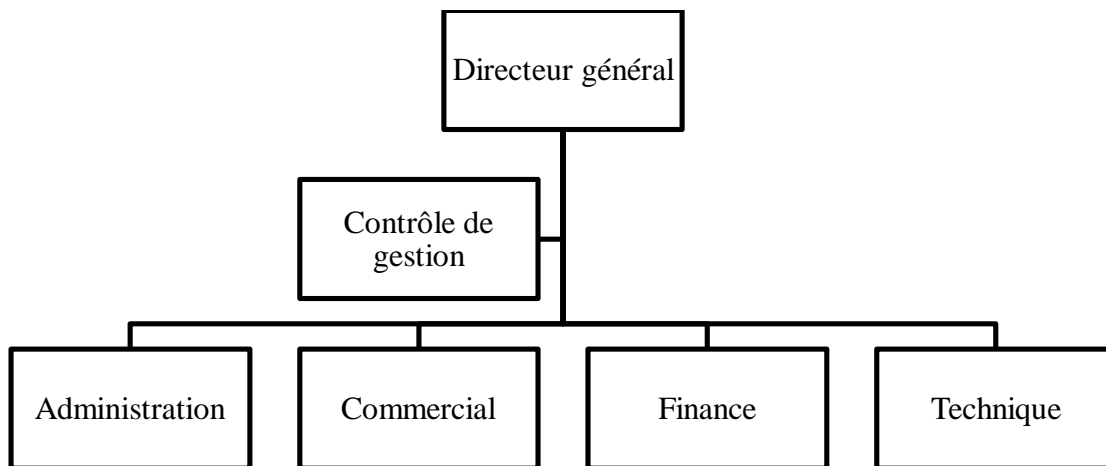 Directeur général
Contrôle de
gestion
Administration
Commercial
Finance
Technique